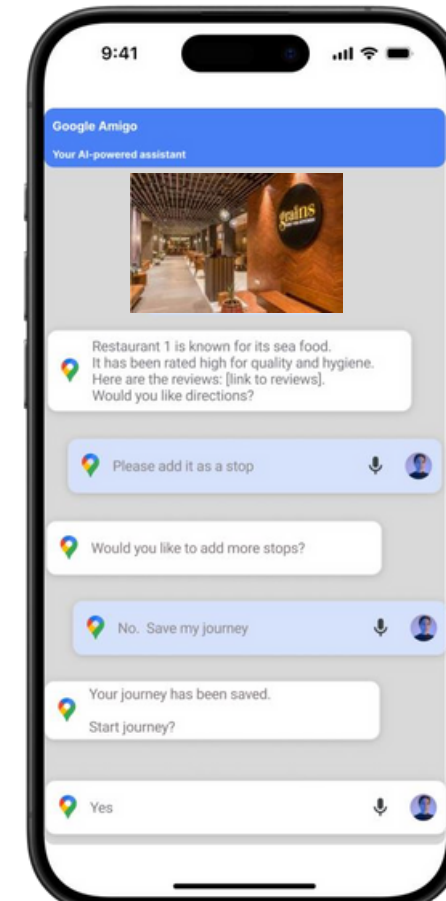 9:41
Google Amigo
Your AI-powered assistant
grains
Restaurant 1 is known for its sea food.
It has been rated high for quality and hygiene.
Here are the reviews: [link to reviews].
Would you like directions?
Please add it as a stop
Would you like to add more stops?
No. Save my journey
Your journey has been saved.
Start journey?
Yes